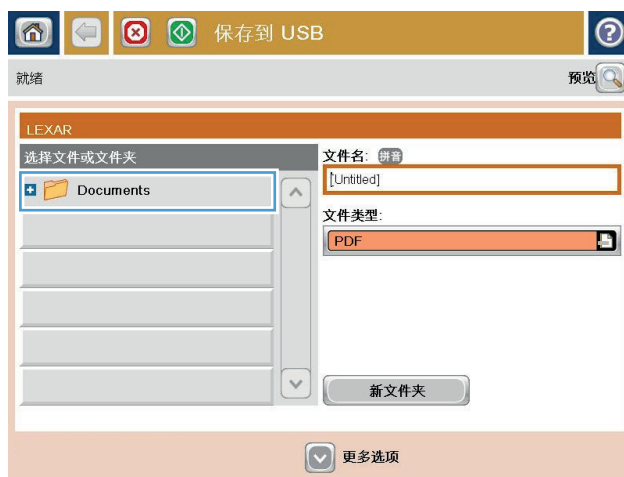 保存到 USB
就绪
预览
LEXAR
选择文件或文件夹
Documents
文件名: 拼音
[Untitled]
文件类型:
PDF
新文件夹
更多选项